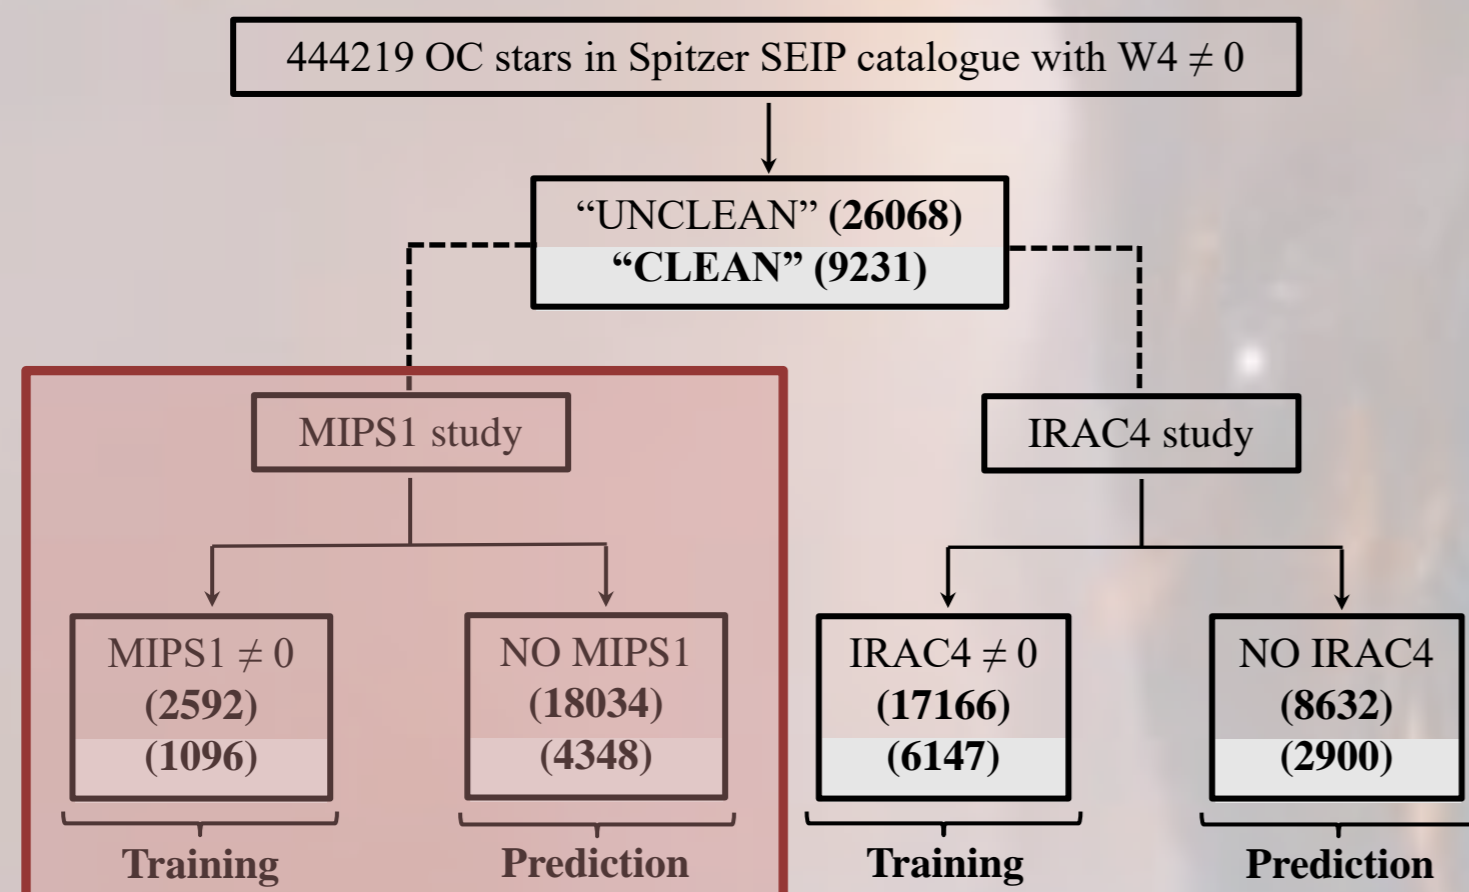 444219 OC stars in Spitzer SEIP catalogue with W4 ≠ 0
“UNCLEAN” (26068)
“CLEAN” (9231)
MIPS1 study
IRAC4 study
MIPS1 ≠ 0
(2592)
(1096)
NO MIPS1
(18034)
(4348)
IRAC4 ≠ 0
(17166)
(6147)
NO IRAC4
(8632)
(2900)
Training
Prediction
Training
Prediction